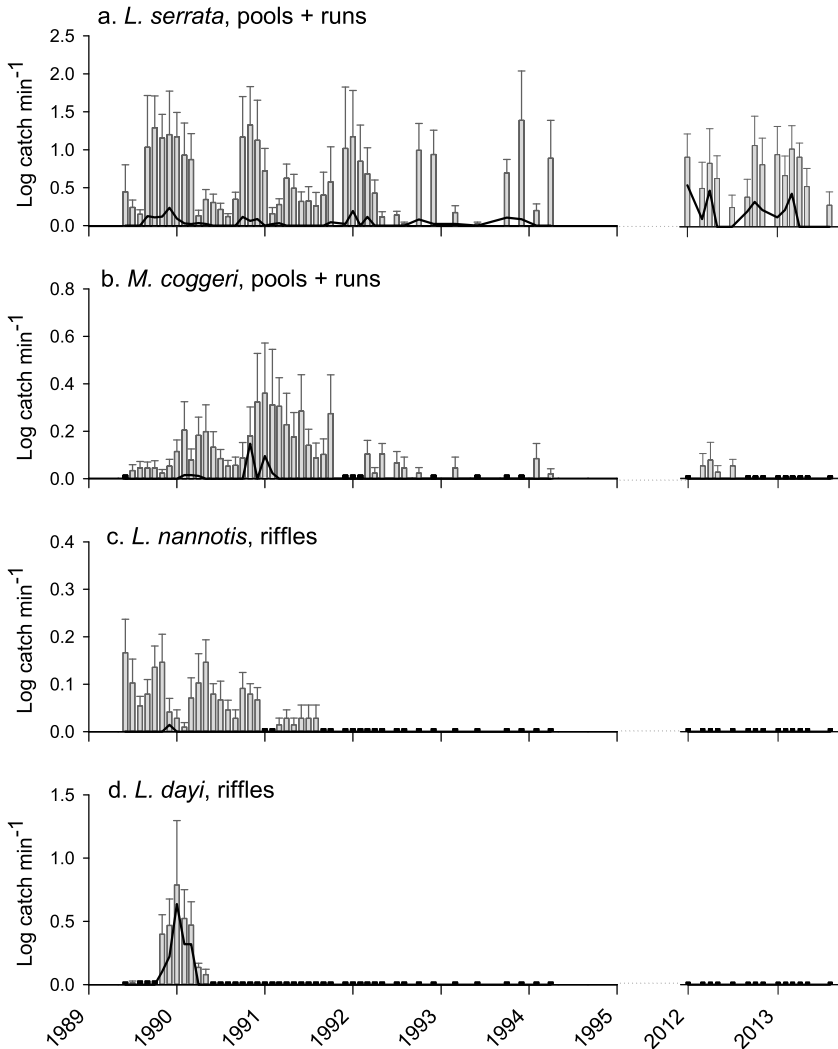 a. L. serrata, pools + runs
Log catch min-1
2.5
2.0
1.5
1.0
0.5
0.0
b. M. coggeri, pools + runs
Log catch min-1
0.8
0.6
0.4
0.2
0.0
c. L. nannotis, riffles
Log catch min-1
0.4
0.3
0.2
0.1
0.0
d. L. dayi, riffles
Log catch min-1
1.5
1.0
0.5
0.0
1989 1990 1991 1992 1993 1994 1995 2012 2013